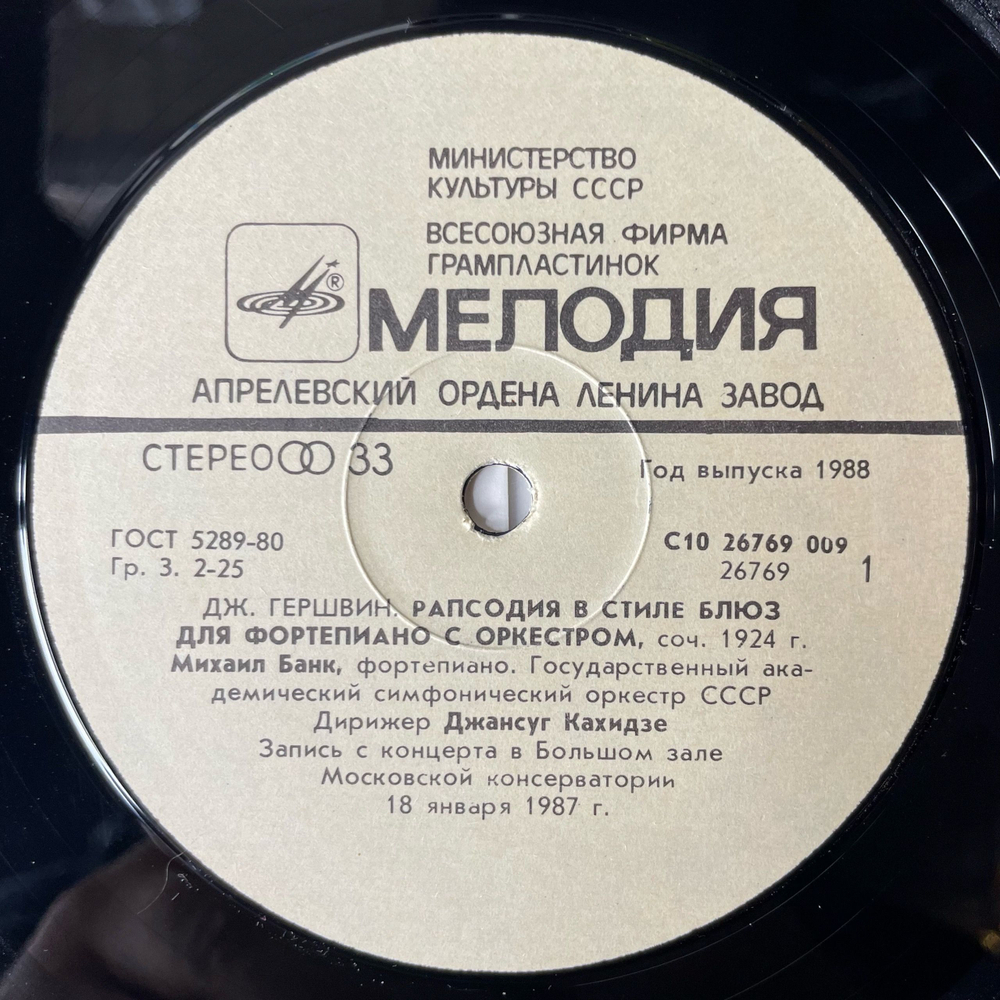 МИНИСТЕРСТВО
КУЛЬТУРЫ СССР
ВСЕСОЮЗНАЯ ФИРМА
ГРАМПЛАСТИНОК
®
МЕЛОДИЯ
АПРЕЛЕВСКИЙ ОРДЕНА ЛЕНИНА ЗАВОД
СТЕРЕО 33
Год выпуска 1988
ГОСТ 5289-80
Гр. 3. 2-25
С10 26769 009
26769 1
ДЖ. ГЕРШВИН. РАПСОДИЯ В СТИЛЕ БЛЮЗ
ДЛЯ ФОРТЕПИАНО С ОРКЕСТРОМ, соч. 1924 г.
Михаил Банк, фортепиано. Государственный ака-
демический симфонический оркестр СССР
Дирижер Джансуг Кахидзе
Запись с концерта в Большом зале
Московской консерватории
18 января 1987 г.